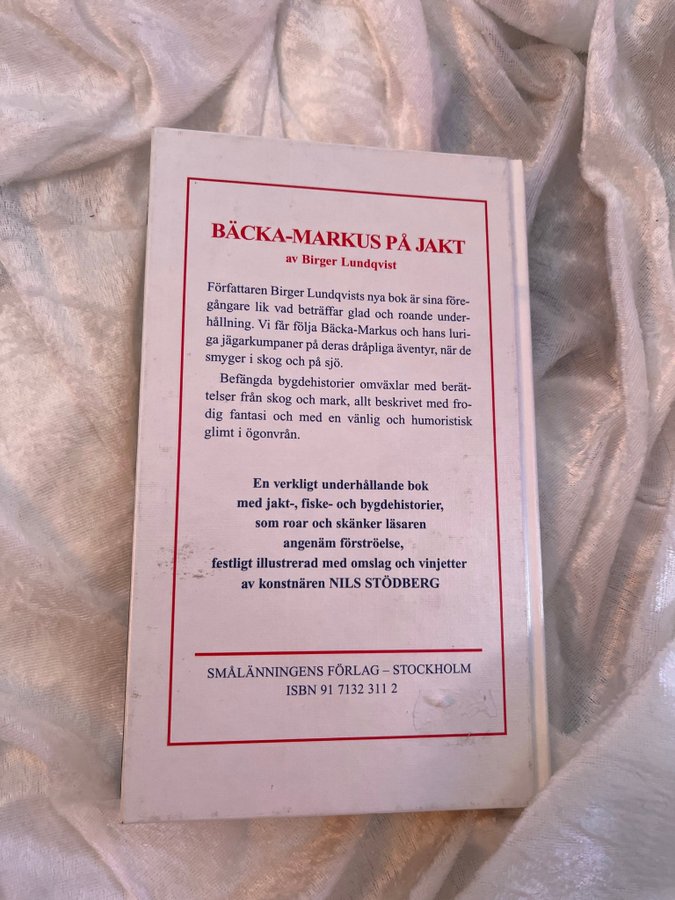 BÄCKA-MARKUS PÅ JAKT
av Birger Lundqvist
Författaren Birger Lundqvists nya bok är sina före-
gångare lik vad beträffar glad och roande under-
hållning. Vi får följa Bäcka-Markus och hans luri-
ga jägarkumpaner på deras dråpliga äventyr, när de
smyger i skog och på sjö.
Befängda bygdehistorier omväxlar med berät-
telser från skog och mark, allt beskrivet med fro-
dig fantasi och med en vänlig och humoristisk
glimt i ögonvrån.
En verkligt underhållande bok
med jakt-, fiske- och bygdehistorier,
som roar och skänker läsaren
angenäm förströelse,
festligt illustrerad med omslag och vinjetter
av konstnären NILS STÖDBERG
SMÅLÄNNINGENS FÖRLAG – STOCKHOLM
ISBN 91 7132 311 2